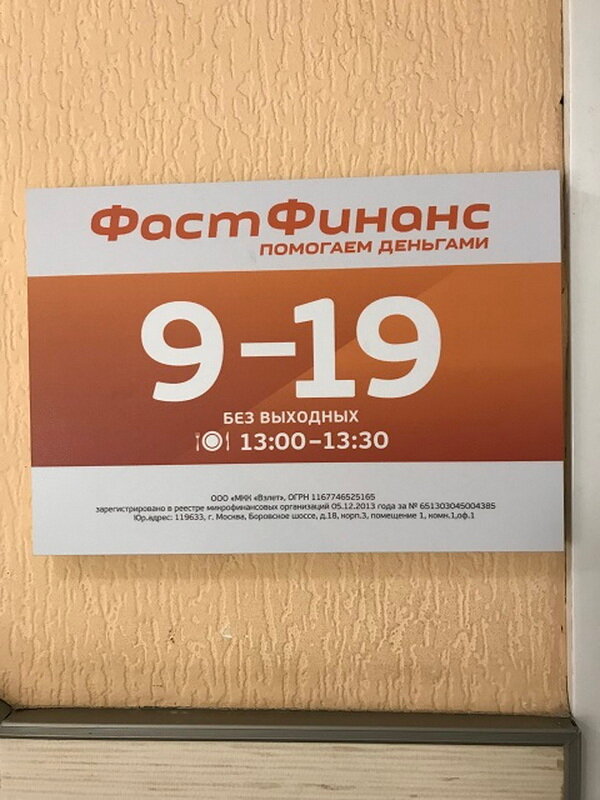 ФастФинанс
ПОМОГАЕМ ДЕНЬГАМИ
9–19
БЕЗ ВЫХОДНЫХ
13:00–13:30
ООО «МКК «Взлет», ОГРН 1167746525165
зарегистрировано в реестре микрофинансовых организаций 05.12.2013 года за № 651303045004385
Юр.адрес: 119633, г. Москва, Боровское шоссе, д.18, корп.3, помещение 1, комн.1,оф.1